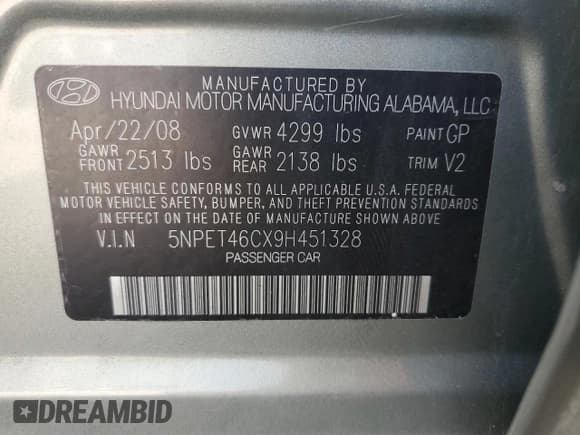 MANUFACTURED BY
HYUNDAI MOTOR MANUFACTURING ALABAMA, LLC
Apr/22/08 GVWR 4299 lbs PAINT GP
GAWR FRONT 2513 lbs GAWR REAR 2138 lbs TRIM V2
THIS VEHICLE CONFORMS TO ALL APPLICABLE U.S.A. FEDERAL
MOTOR VEHICLE SAFETY, BUMPER, AND THEFT PREVENTION STANDARDS
IN EFFECT ON THE DATE OF MANUFACTURE SHOWN ABOVE.
V.I.N 5NPET46CX9H451328
PASSENGER CAR
DREAMBID